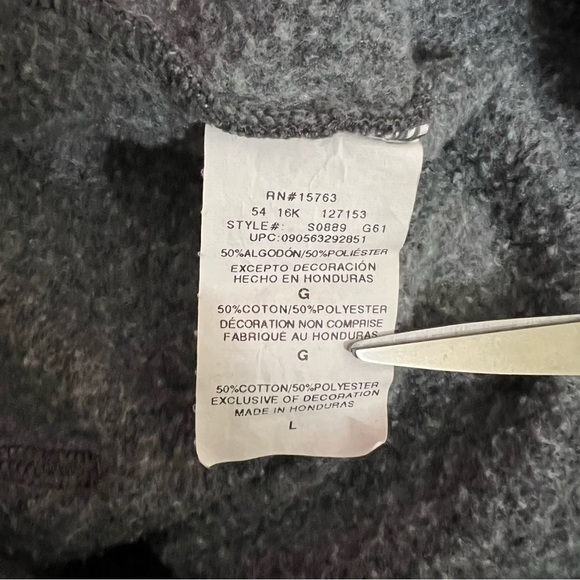 RN#15763
54 16K 127153
STYLE#: S0889 G61
UPC:090563292851
50%ALGODÓN/50%POLIÉSTER
EXCEPTO DECORACIÓN
HECHO EN HONDURAS
G
50%COTON/50%POLYESTER
DÉCORATION NON COMPRISE
FABRIQUÉ AU HONDURAS
G
50%COTTON/50%POLYESTER
EXCLUSIVE OF DECORATION
MADE IN HONDURAS
L